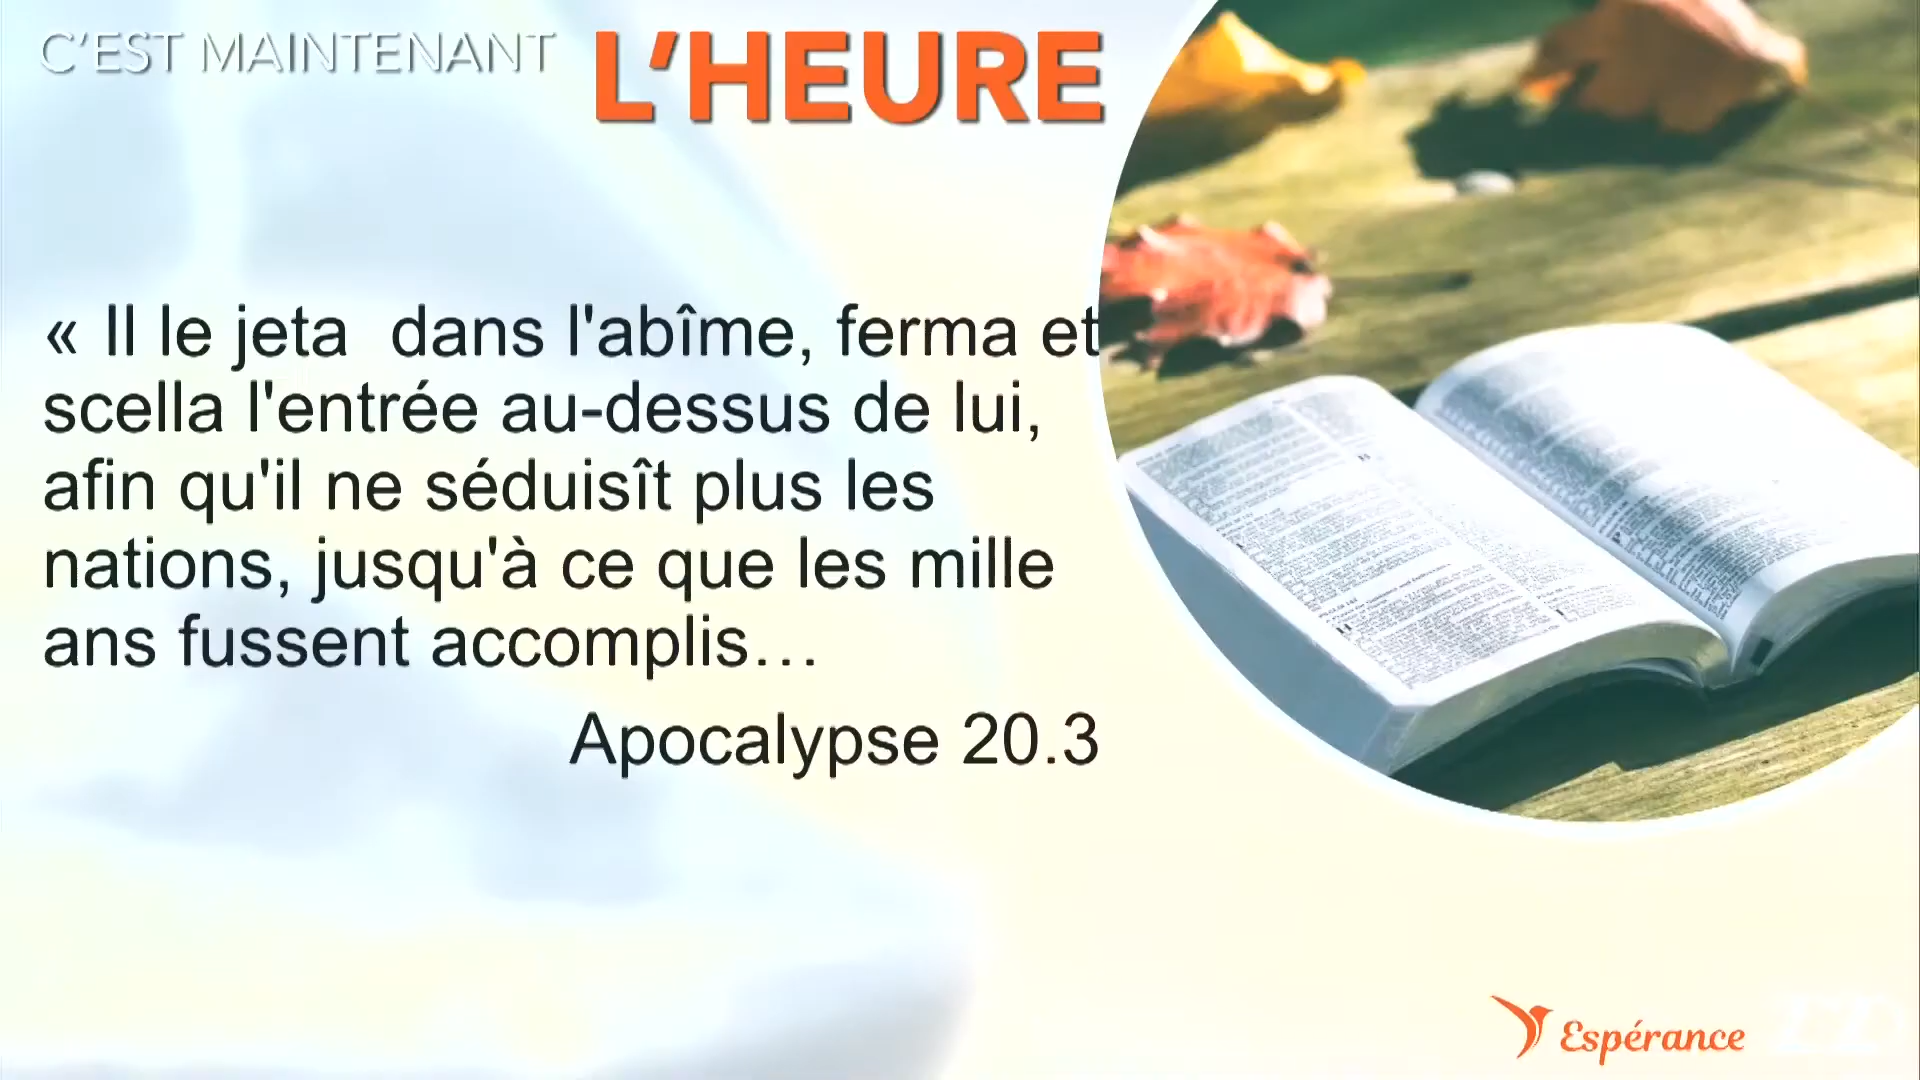 C'EST MAINTENANT L'HEURE
« Il le jeta  dans l'abîme, ferma et
scella l'entrée au-dessus de lui,
afin qu'il ne séduisît plus les
nations, jusqu'à ce que les mille
ans fussent accomplis…
Apocalypse 20.3
Espérance